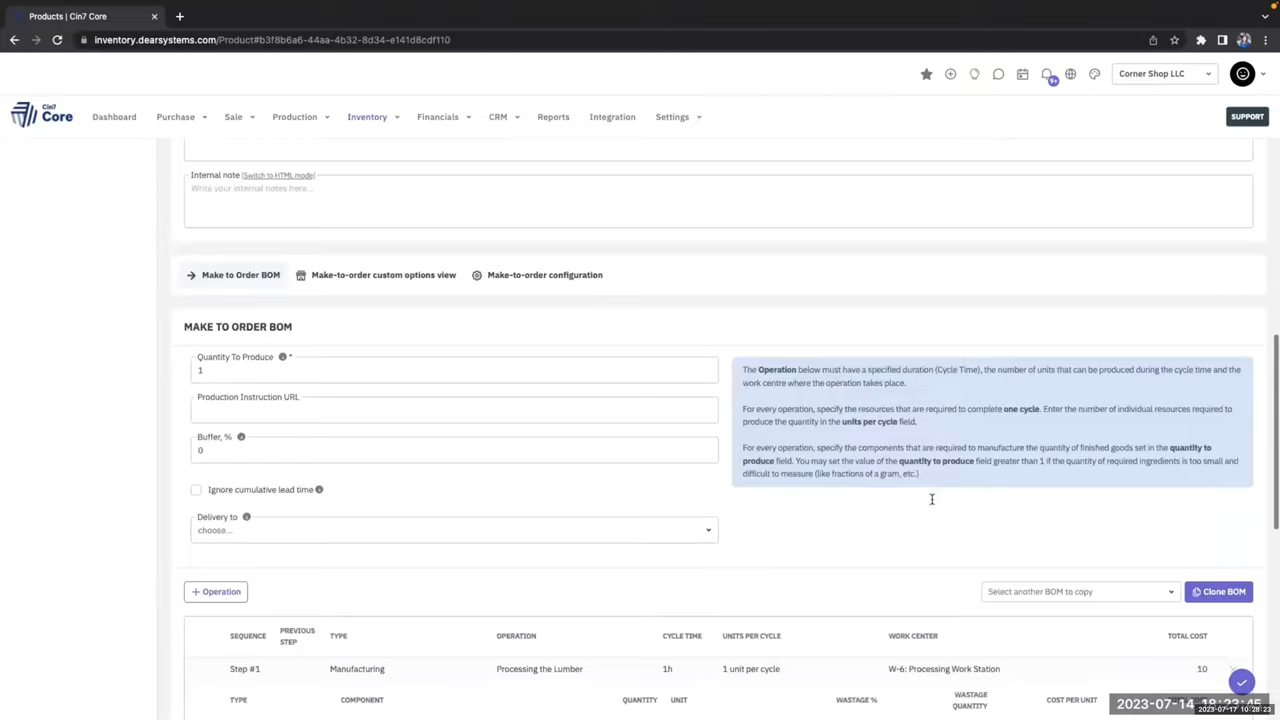 Products | Cin7 Core
inventory.dearsystems.com/Product#b3f8b6a6-44aa-4b32-8d34-e141d8cdf110
9+
Corner Shop LLC
Cin7 Core
Dashboard Purchase Sale Production Inventory Financials CRM Reports Integration Settings
SUPPORT
Internal note [Switch to HTML mode]
Write your internal notes here...
Make to Order BOM Make-to-order custom options view Make-to-order configuration
MAKE TO ORDER BOM
Quantity To Produce *
1
Production Instruction URL
Buffer, %
0
Ignore cumulative lead time
Delivery to
choose...
The Operation below must have a specified duration (Cycle Time), the number of units that can be produced during the cycle time and the
work centre where the operation takes place.
For every operation, specify the resources that are required to complete one cycle. Enter the number of individual resources required to
produce the quantity in the units per cycle field.
For every operation, specify the components that are required to manufacture the quantity of finished goods set in the quantity to
produce field. You may set the value of the quantity to produce field greater than 1 if the quantity of required ingredients is too small and
difficult to measure (like fractions of a gram, etc.)
+ Operation
Select another BOM to copy
Clone BOM
SEQUENCE PREVIOUS STEP TYPE OPERATION CYCLE TIME UNITS PER CYCLE WORK CENTER TOTAL COST
Step #1 Manufacturing Processing the Lumber 1h 1 unit per cycle W-6: Processing Work Station 10
TYPE COMPONENT QUANTITY UNIT WASTAGE % WASTAGE QUANTITY COST PER UNIT
2023-07-14 18:23:45
2023-07-17 10:28:23